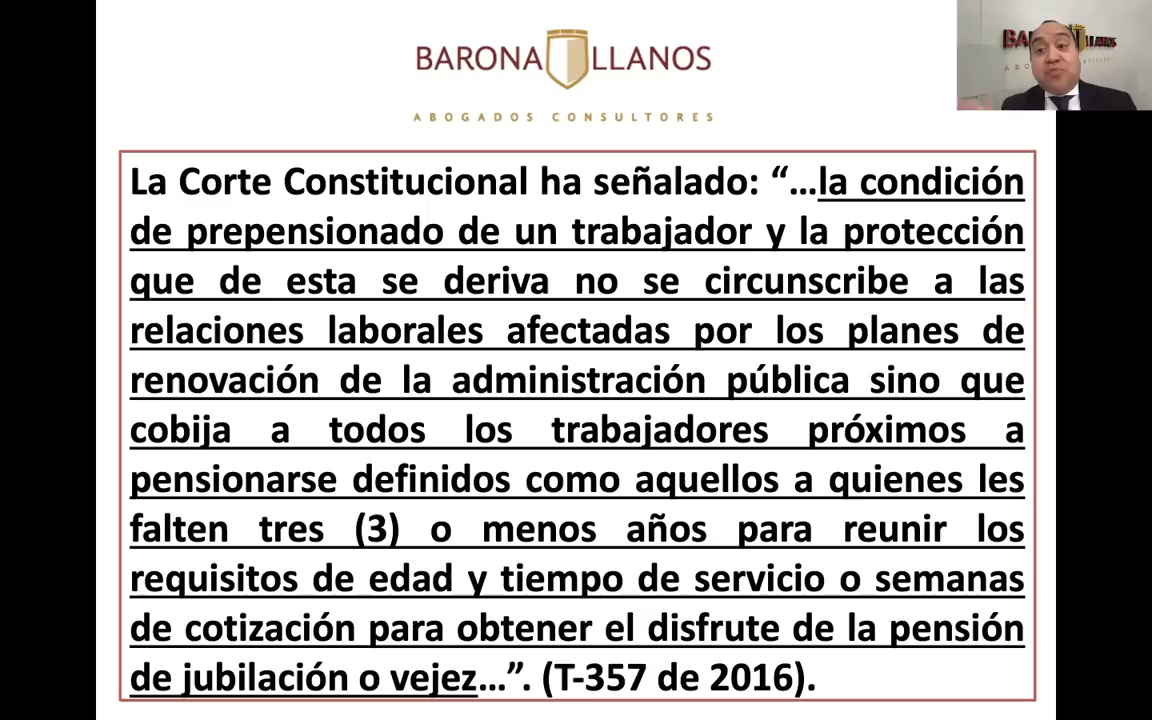 BARONA LLANOS
ABOGADOS CONSULTORES
La Corte Constitucional ha señalado: “…la condición
de prepensionado de un trabajador y la protección
que de esta se deriva no se circunscribe a las
relaciones laborales afectadas por los planes de
renovación de la administración pública sino que
cobija a todos los trabajadores próximos a
pensionarse definidos como aquellos a quienes les
falten tres (3) o menos años para reunir los
requisitos de edad y tiempo de servicio o semanas
de cotización para obtener el disfrute de la pensión
de jubilación o vejez…”. (T-357 de 2016).